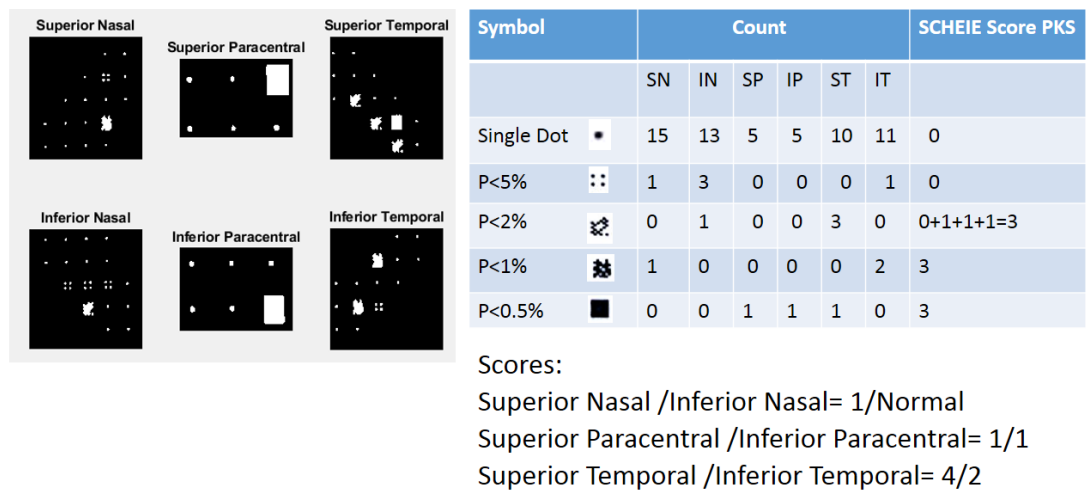 Superior Nasal
Superior Paracentral
Superior Temporal
Inferior Nasal
Inferior Paracentral
Inferior Temporal
Symbol Count SCHEIE Score PKS
SN IN SP IP ST IT
Single Dot 15 13 5 5 10 11 0
P<5% 1 3 0 0 0 1 0
P<2% 0 1 0 0 3 0 0+1+1+1=3
P<1% 1 0 0 0 0 2 3
P<0.5% 0 0 1 1 1 0 3
Scores:
Superior Nasal /Inferior Nasal= 1/Normal
Superior Paracentral /Inferior Paracentral= 1/1
Superior Temporal /Inferior Temporal= 4/2